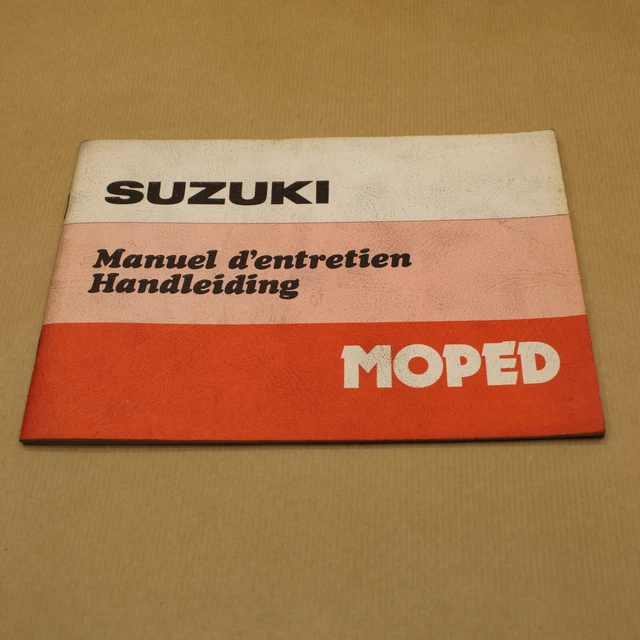 SUZUKI
Manuel d'entretien
Handleiding
MOPED